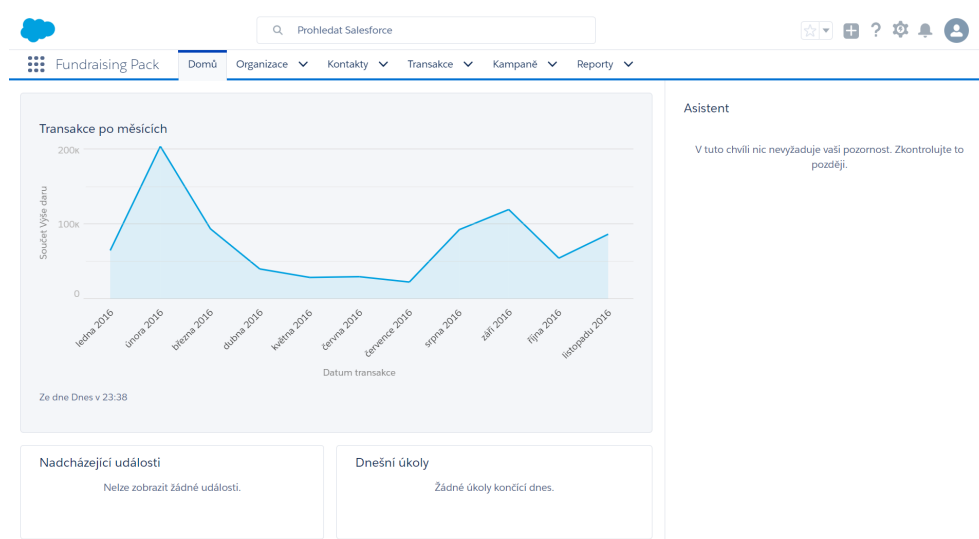 Prohledat Salesforce
Fundraising Pack
Domů
Organizace
Kontakty
Transakce
Kampaně
Reporty
Transakce po měsících
200K
100K
0
Součet Výše daru
ledna 2016
února 2016
března 2016
dubna 2016
května 2016
června 2016
července 2016
srpna 2016
září 2016
října 2016
listopadu 2016
Datum transakce
Ze dne Dnes v 23:38
Asistent
V tuto chvíli nic nevyžaduje vaši pozornost. Zkontrolujte to
později.
Nadcházející události
Nelze zobrazit žádné události.
Dnešní úkoly
Žádné úkoly končící dnes.